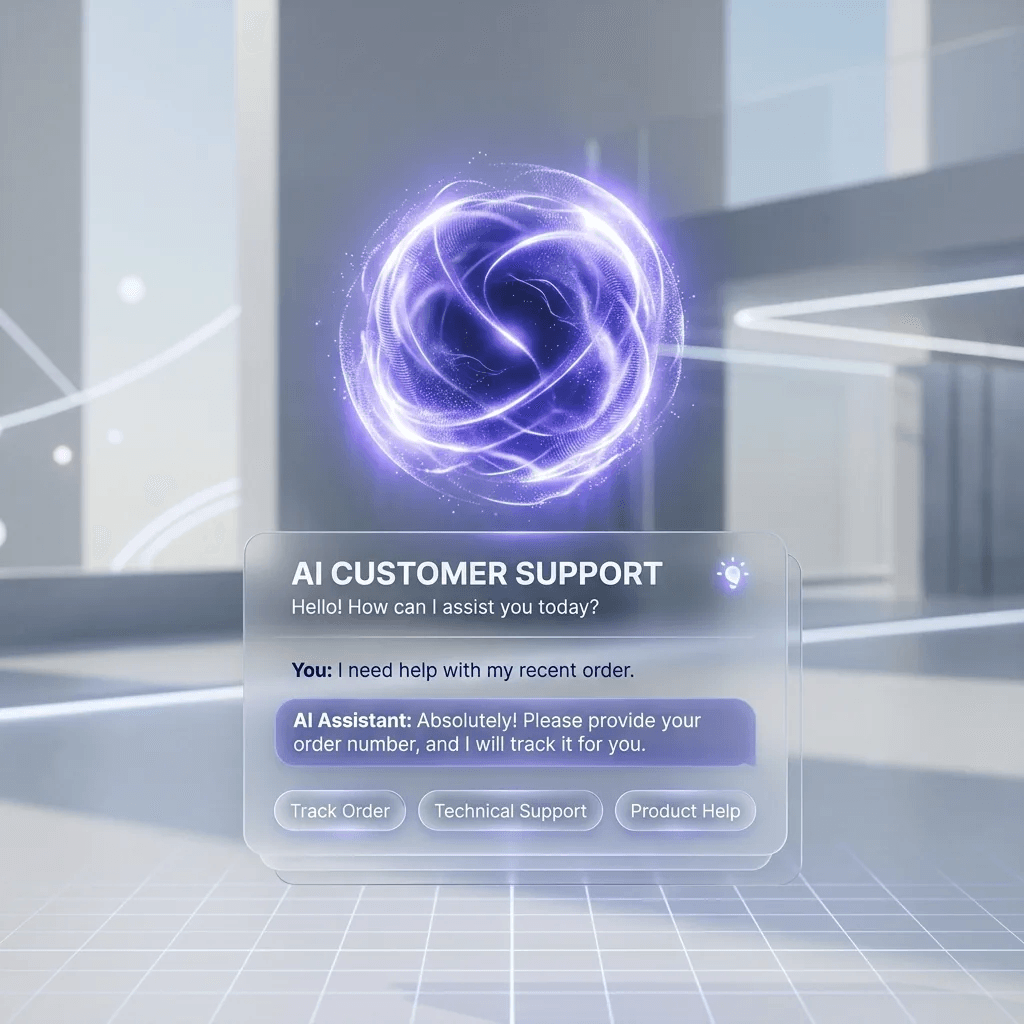 AI CUSTOMER SUPPORT
Hello! How can I assist you today?
You: I need help with my recent order.
AI Assistant: Absolutely! Please provide your
order number, and I will track it for you.
Track Order Technical Support Product Help